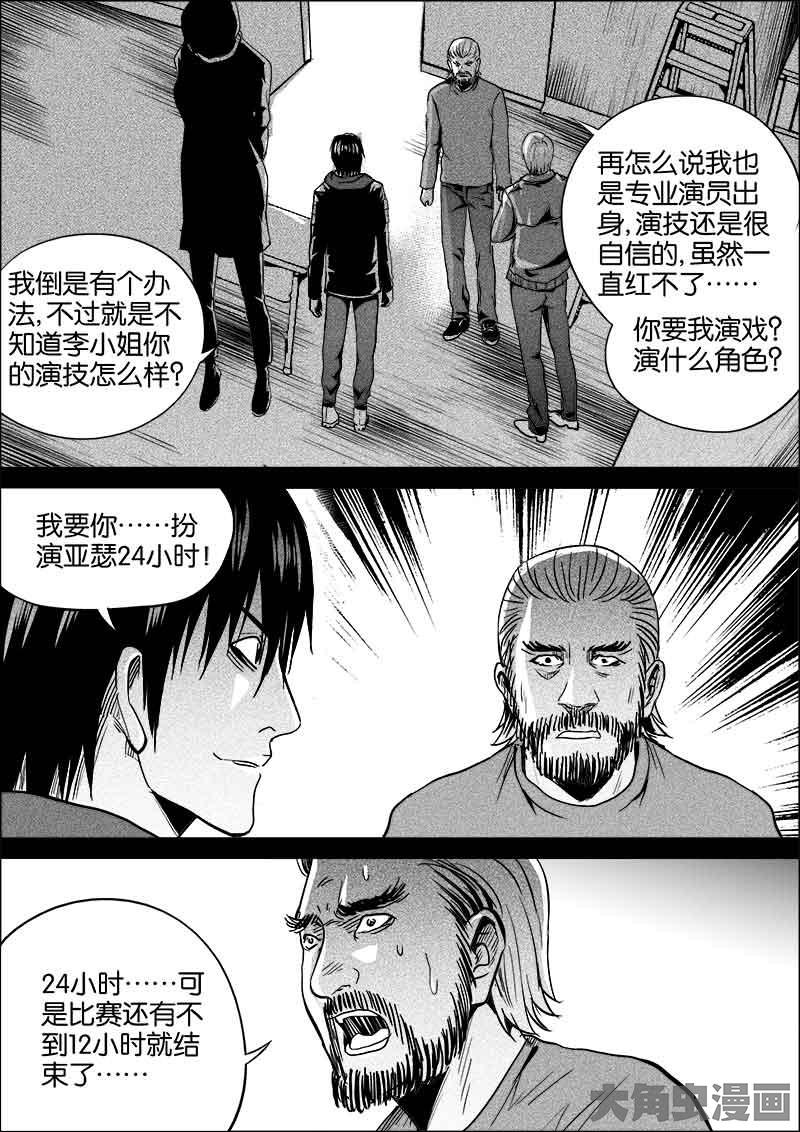 我倒是有个办
法，不过就是不
知道李小姐你
的演技怎么样？
再怎么说我也
是专业演员出
身，演技还是很
自信的，虽然一
直红不了……
你要我演戏？
演什么角色？
我要你……扮
演亚瑟24小时！
24小时……可
是比赛还有不
到12小时就结
束了……
大角虫漫画